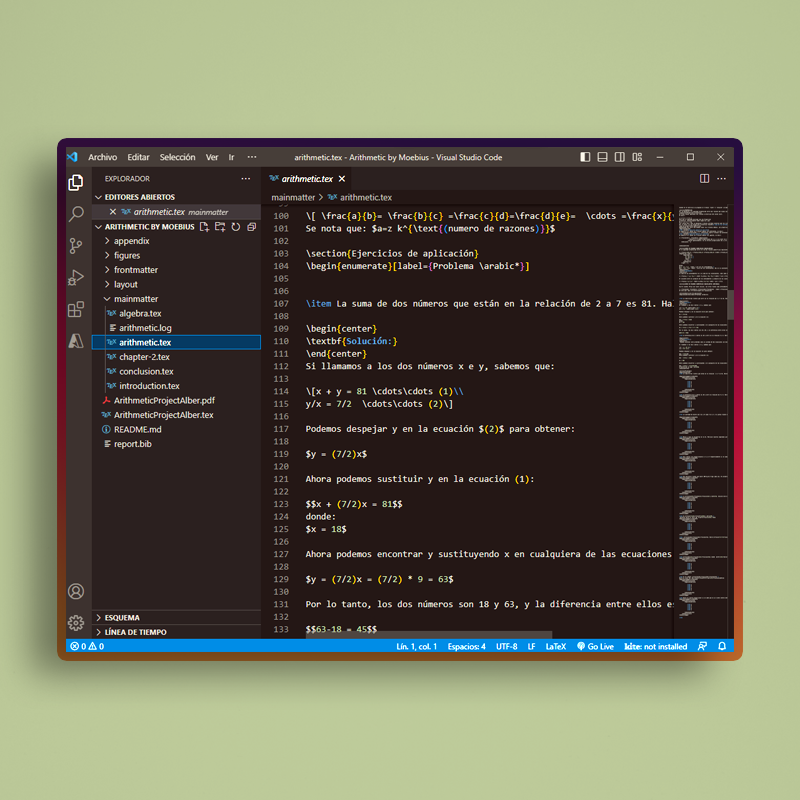 Archivo Editar Selección Ver Ir ··· arithmetic.tex - Arithmetic by Moebius - Visual Studio Code
EXPLORADOR ···
EDITORES ABIERTOS
arithmetic.tex mainmatter
ARITHMETIC BY MOEBIUS
appendix
figures
frontmatter
layout
mainmatter
algebra.tex
arithmetic.log
arithmetic.tex
chapter-2.tex
conclusion.tex
introduction.tex
ArithmeticProjectAlber.pdf
ArithmeticProjectAlber.tex
README.md
report.bib
ESQUEMA
LÍNEA DE TIEMPO
arithmetic.tex
mainmatter > arithmetic.tex
100 \[ \frac{a}{b}= \frac{b}{c} =\frac{c}{d}=\frac{d}{e}= \cdots =\frac{x}{
101 Se nota que: $a=z k^{\text{(numero de razones)}}$
102
103 \section{Ejercicios de aplicación}
104 \begin{enumerate}[label={Problema \arabic*}]
105
106
107 \item La suma de dos números que están en la relación de 2 a 7 es 81. Ha
108
109 \begin{center}
110 \textbf{Solución:}
111 \end{center}
112 Si llamamos a los dos números x e y, sabemos que:
113
114 \[x + y = 81 \cdots\cdots (1)\\
115 y/x = 7/2 \cdots\cdots (2)\]
116
117 Podemos despejar y en la ecuación $(2)$ para obtener:
118
119 $y = (7/2)x$
120
121 Ahora podemos sustituir y en la ecuación (1):
122
123 $$x + (7/2)x = 81$$
124 donde:
125 $x = 18$
126
127 Ahora podemos encontrar y sustituyendo x en cualquiera de las ecuaciones
128
129 $y = (7/2)x = (7/2) * 9 = 63$
130
131 Por lo tanto, los dos números son 18 y 63, y la diferencia entre ellos es
132
133 $$63-18 = 45$$
0 0 Lín. 1, col. 1 Espacios: 4 UTF-8 LF LaTeX Go Live ldte: not installed